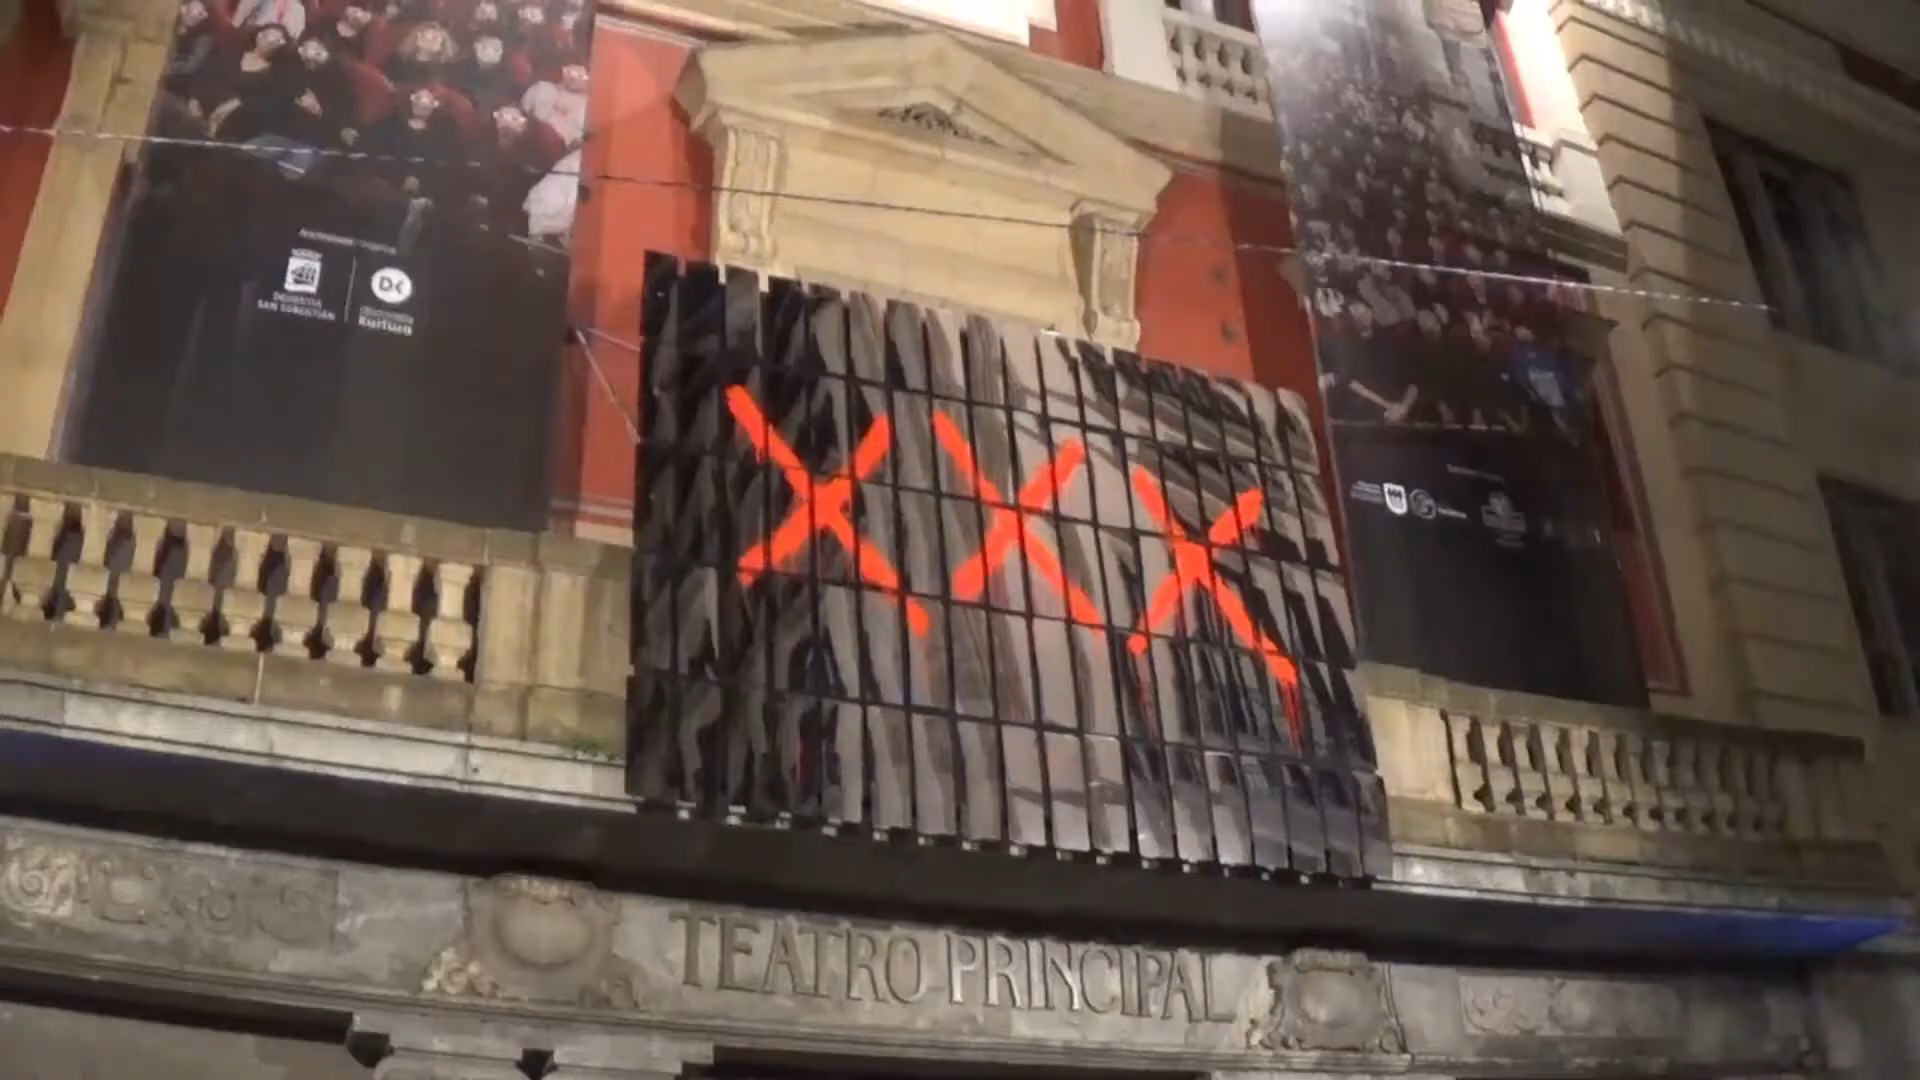 DONOSTIA
SAN SEBASTIÁN
DK
Kultura
XXX
TEATRO PRINCIPAL